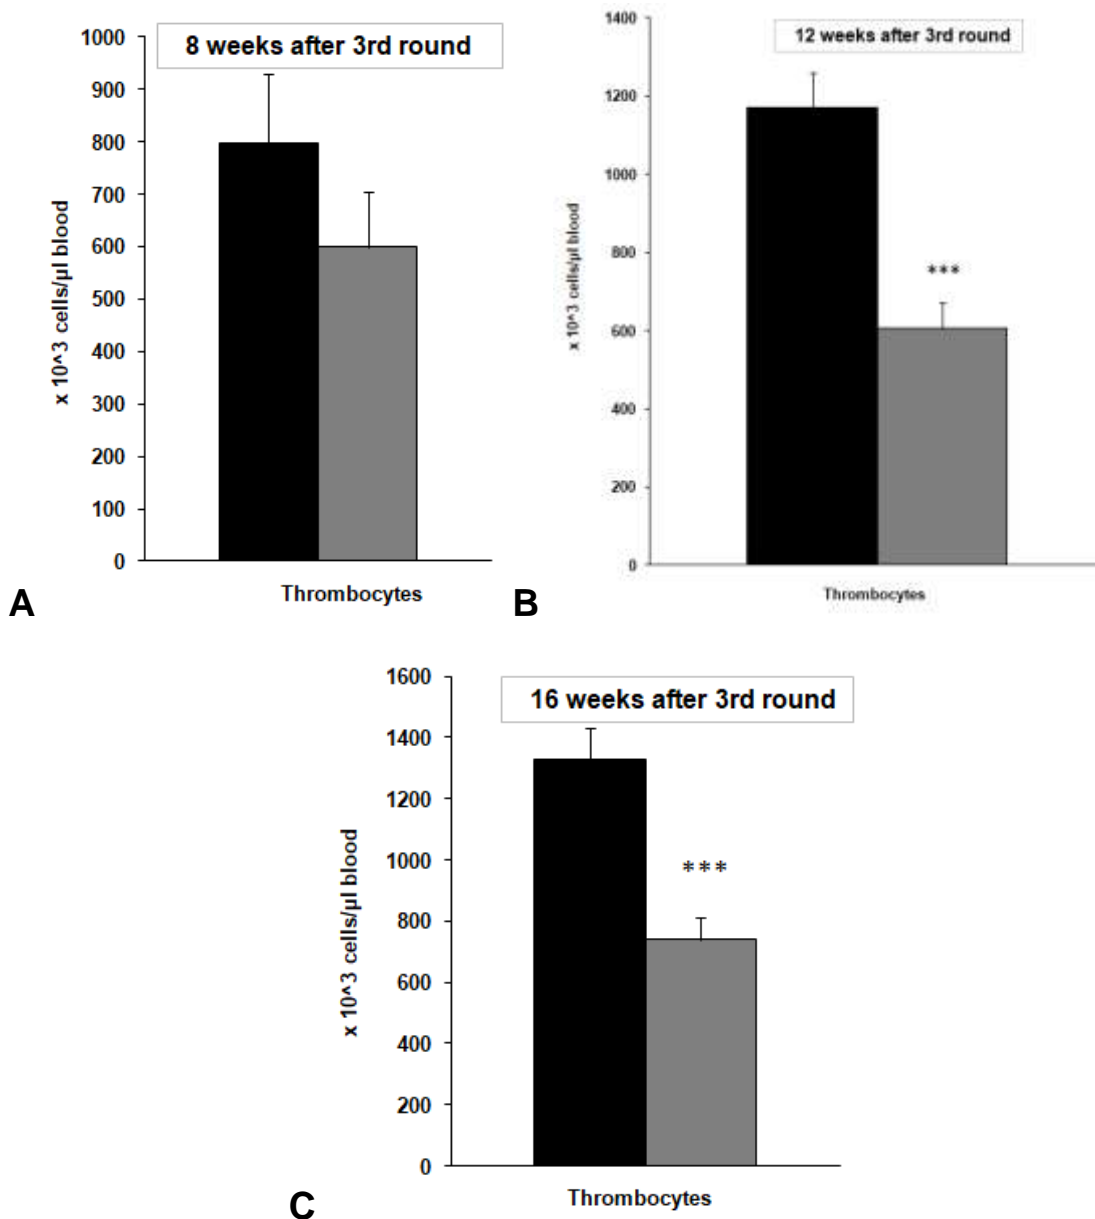 8 weeks after 3rd round
1000
900
800
700
600
500
400
300
200
100
0
x 10^3 cells/µl blood
Thrombocytes
A
12 weeks after 3rd round
1400
1200
1000
800
600
400
200
0
x 10^3 cells/µl blood
***
Thrombocytes
B
16 weeks after 3rd round
1600
1400
1200
1000
800
600
400
200
0
x 10^3 cells/µl blood
***
Thrombocytes
C